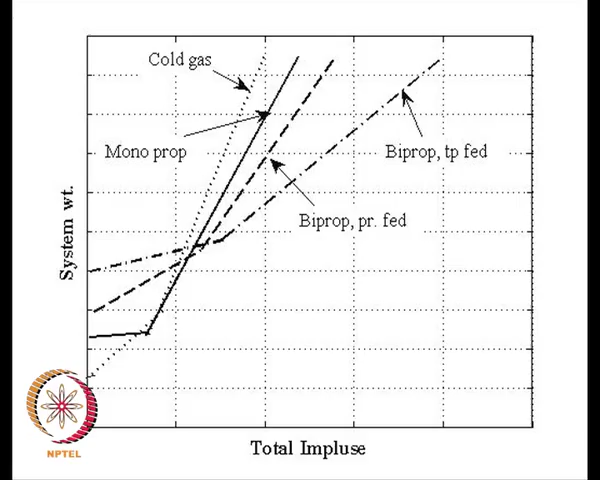 Cold gas
Mono prop
Biprop, tp fed
Biprop, pr. fed
System wt.
Total Impluse
NPTEL